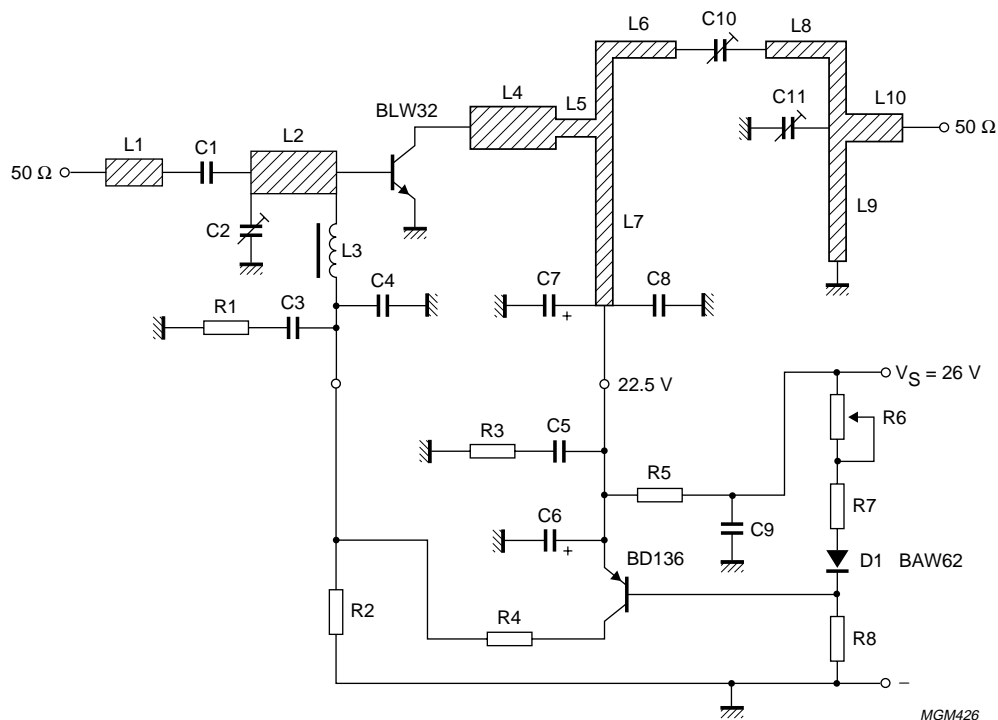 L6
C10
L8
BLW32
L4
L5
C11
L10
50 Ω
50 Ω
L1
C1
L2
C2
L3
L7
L9
C4
C7
+
C8
R1
C3
22.5 V
VS = 26 V
R3
C5
R6
R5
R7
C6
+
C9
BD136
D1 BAW62
R2
R4
R8
−
MGM426